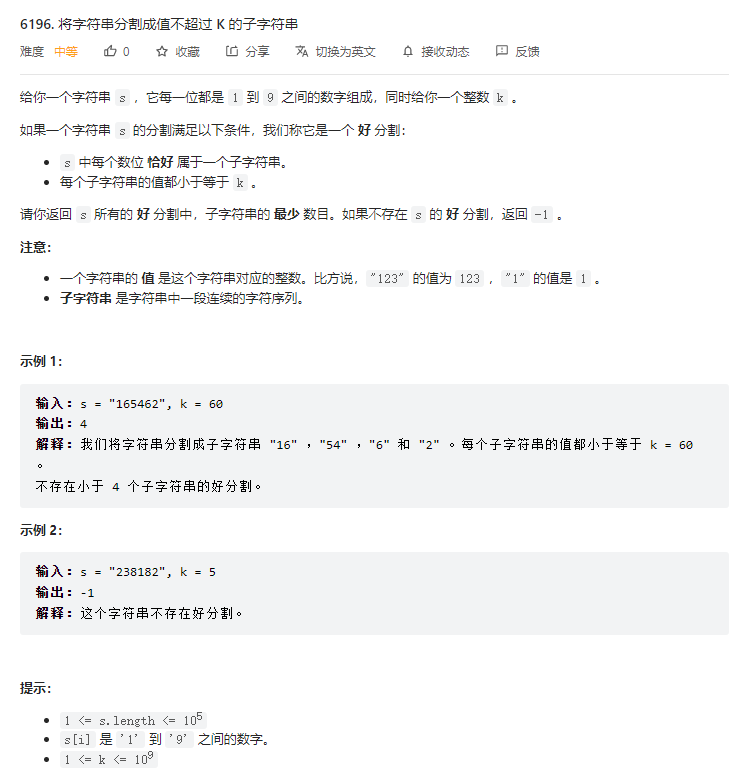 6196. 将字符串分割成值不超过 K 的子字符串
难度 中等 0 收藏 分享 切换为英文 接收动态 反馈
给你一个字符串 s ，它每一位都是 1 到 9 之间的数字组成，同时给你一个整数 k 。
如果一个字符串 s 的分割满足以下条件，我们称它是一个 好 分割：
• s 中每个数位 恰好 属于一个子字符串。
• 每个子字符串的值都小于等于 k 。
请你返回 s 所有的 好 分割中，子字符串的 最少 数目。如果不存在 s 的 好 分割，返回 -1 。
注意：
• 一个字符串的 值 是这个字符串对应的整数。比方说，"123" 的值为 123 ，"1" 的值是 1 。
• 子字符串 是字符串中一段连续的字符序列。
示例 1：
输入：s = "165462", k = 60
输出：4
解释：我们将字符串分割成子字符串 "16" ，"54" ，"6" 和 "2" 。每个子字符串的值都小于等于 k = 60
。
不存在小于 4 个子字符串的好分割。
示例 2：
输入：s = "238182", k = 5
输出：-1
解释：这个字符串不存在好分割。
提示：
• 1 <= s.length <= 10⁵
• s[i] 是 '1' 到 '9' 之间的数字。
• 1 <= k <= 10⁹